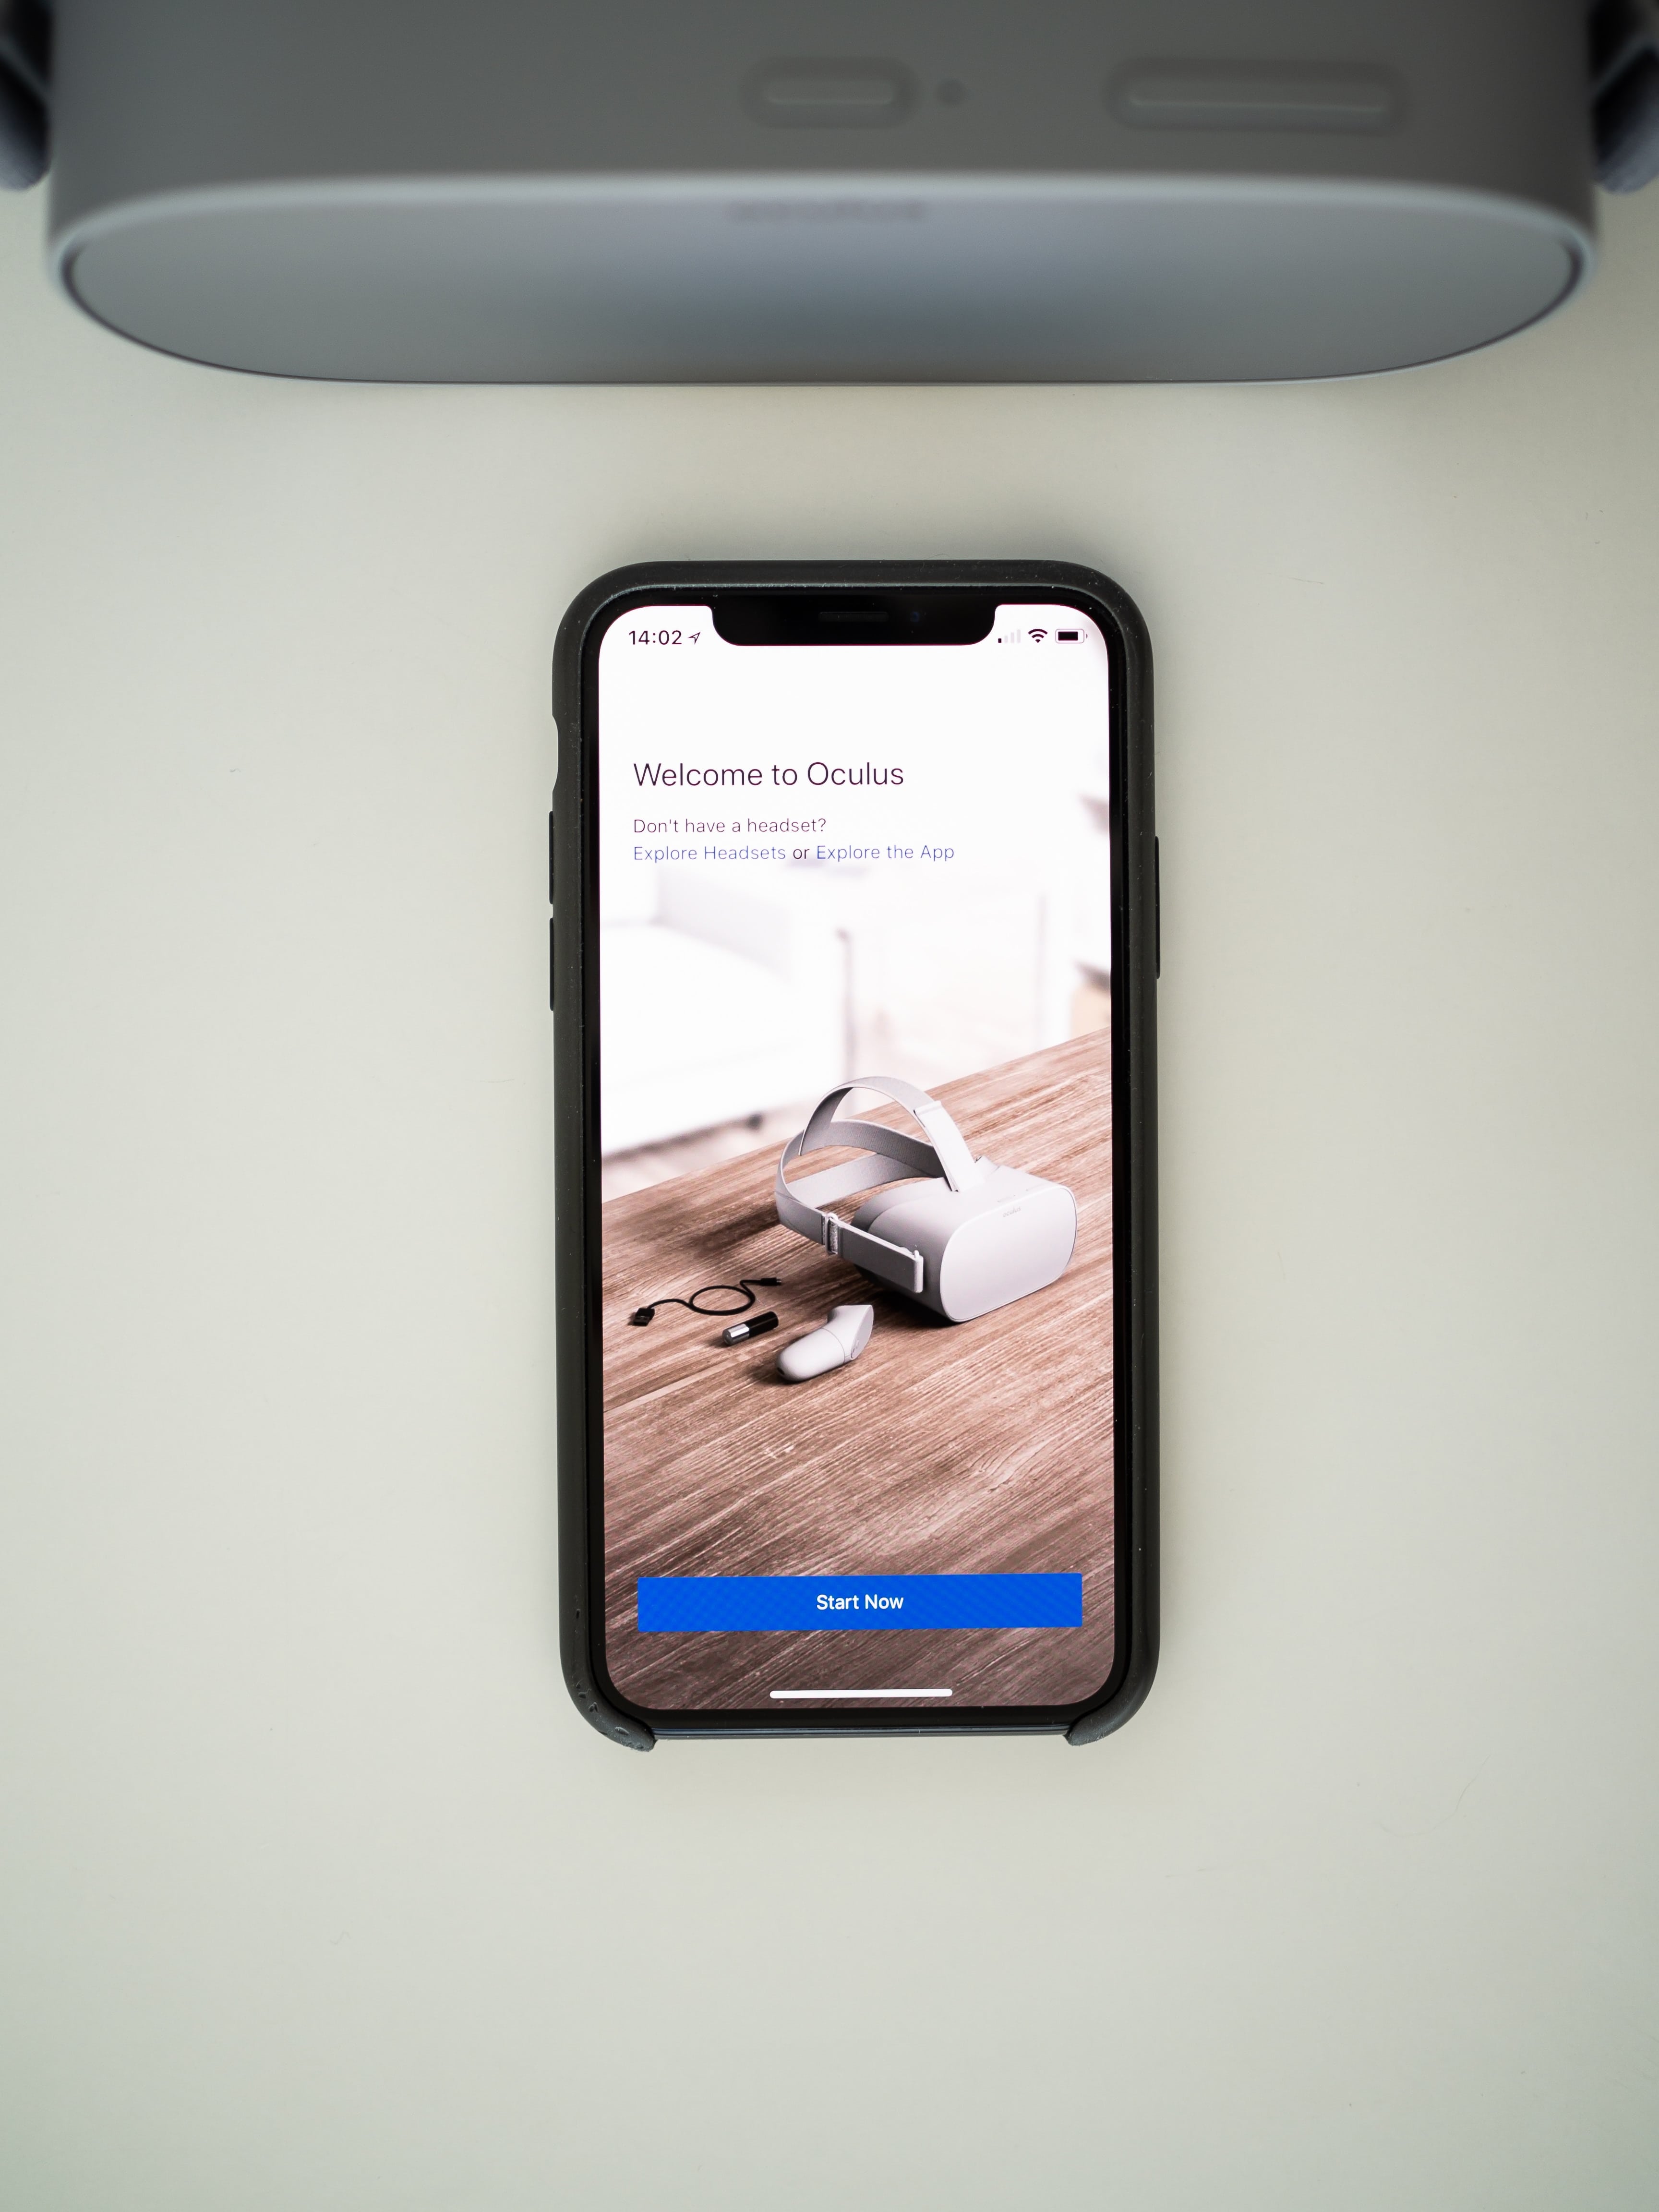 14:02
Welcome to Oculus
Don't have a headset?
Explore Headsets or Explore the App
Start Now